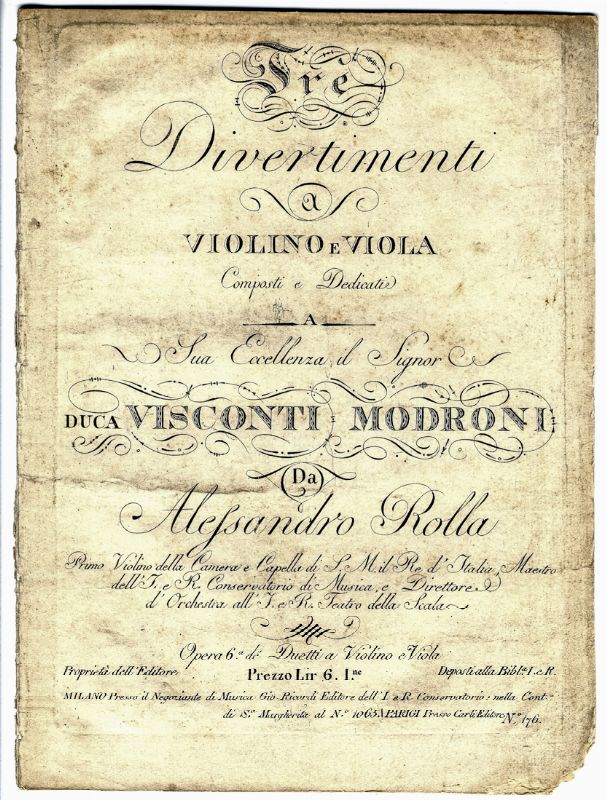 Tre
Divertimenti
a
VIOLINO E VIOLA
Composti e Dedicati
A
Sua Eccellenza il Signor
DUCA VISCONTI MODRONI
Da
Alessandro Rolla
Primo Violino della Camera e Capella di S. M. il Re d'Italia, Maestro
dell'I. e R. Conservatorio di Musica, e Direttore
d'Orchestra all'I. e R. Teatro della Scala
Opera 6.a di Duetti a Violino e Viola
Proprietà dell'Editore Prezzo Lir 6. I.ne Deposti alla Bibl.a I. e R.
MILANO Presso il Negoziante di Musica Gio. Ricordi Editore dell'I. e R. Conservatorio: nella Cont.a
di S.a Margherita al N.o 1065. A PARIGI Presso Carli Editore N.o 176.